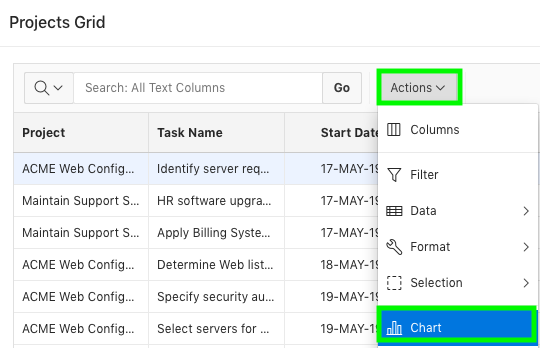 Projects Grid
Search: All Text Columns Go Actions
Project Task Name Start Date
Columns
Filter
Data
Format
Selection
Chart
ACME Web Config... Identify server req... 17-MAY-19
Maintain Support S... HR software upgra... 17-MAY-19
Maintain Support S... Apply Billing Syste... 17-MAY-19
ACME Web Config... Determine Web list... 18-MAY-19
ACME Web Config... Specify security au... 19-MAY-19
ACME Web Config... Select servers for ... 19-MAY-19